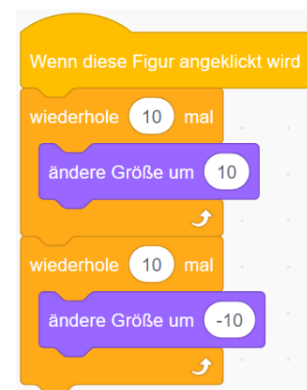 Wenn diese Figur angeklickt wird
wiederhole 10 mal
ändere Größe um 10
wiederhole 10 mal
ändere Größe um -10